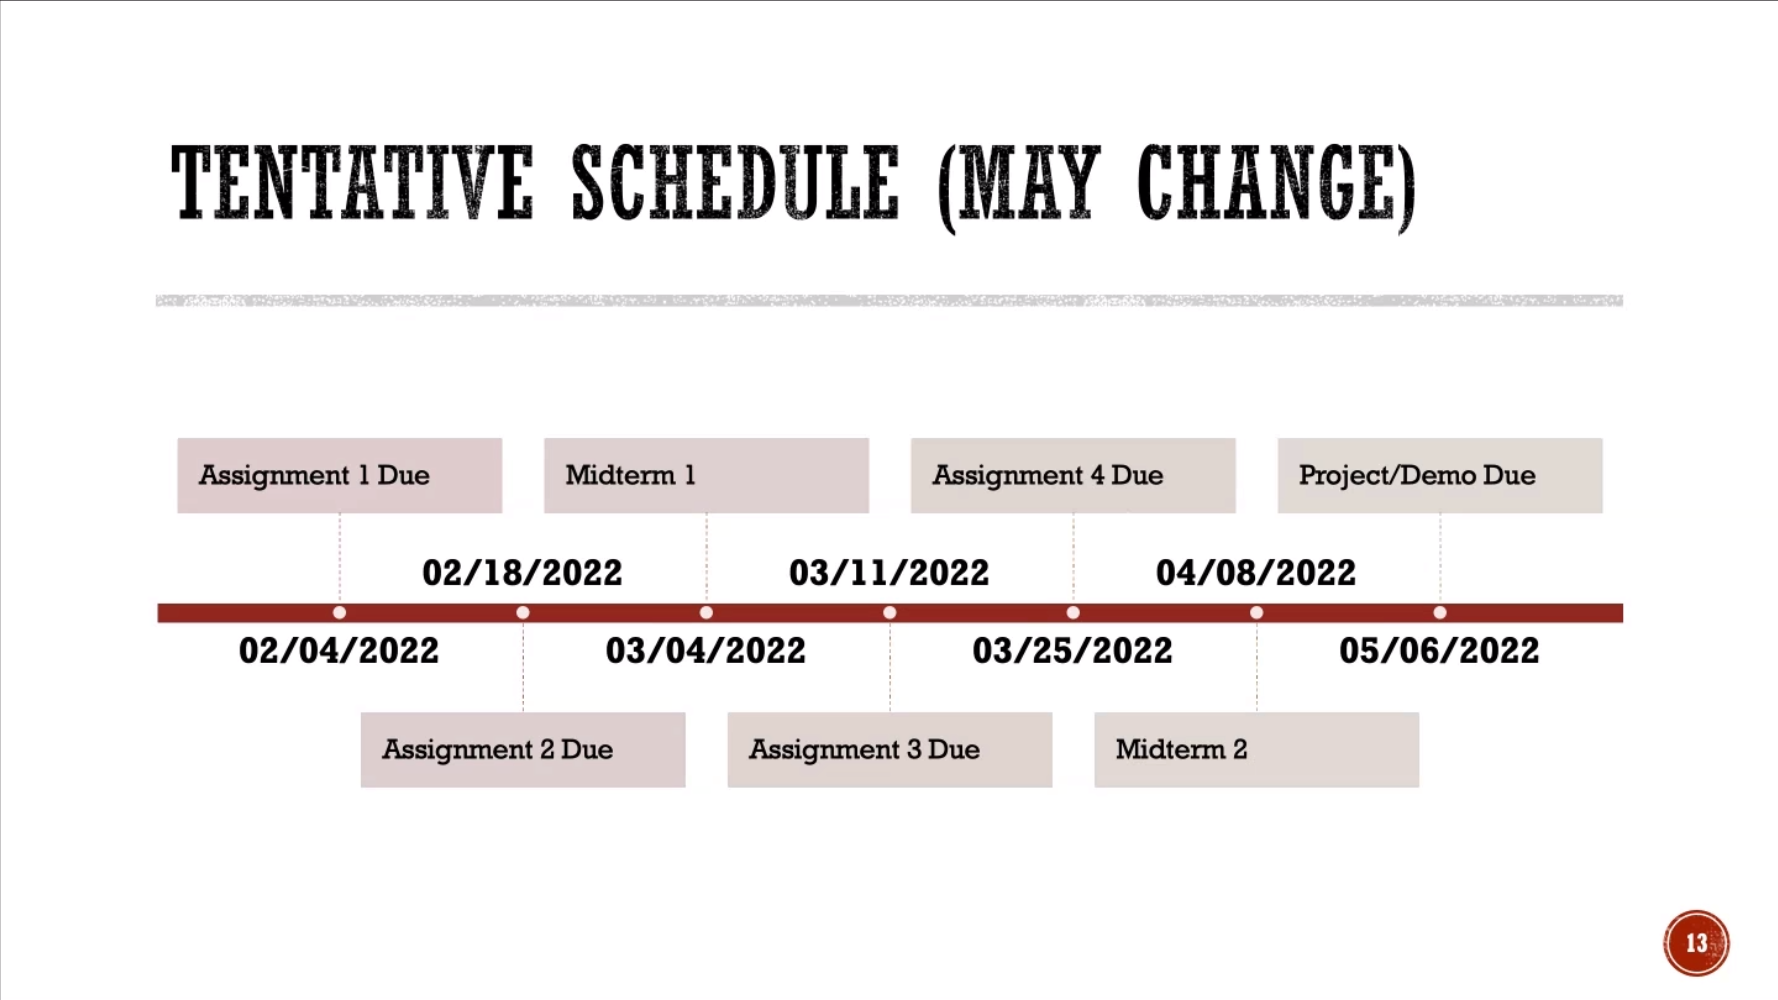 TENTATIVE SCHEDULE (MAY CHANGE)
Assignment 1 Due
Midterm 1
Assignment 4 Due
Project/Demo Due
02/18/2022
03/11/2022
04/08/2022
02/04/2022
03/04/2022
03/25/2022
05/06/2022
Assignment 2 Due
Assignment 3 Due
Midterm 2
13